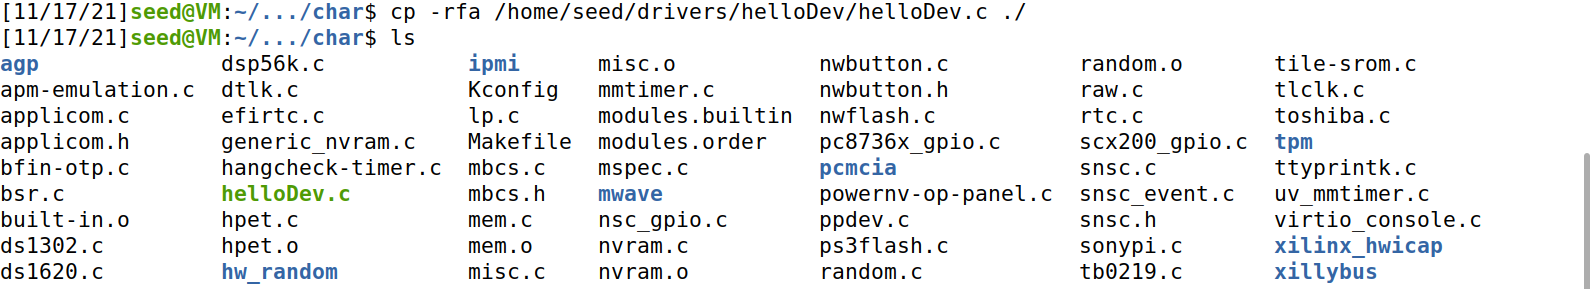 [11/17/21]seed@VM:~/.../char$ cp -rfa /home/seed/drivers/helloDev/helloDev.c ./
[11/17/21]seed@VM:~/.../char$ ls
agp dsp56k.c ipmi misc.o nwbutton.c random.o tile-srom.c
apm-emulation.c dtlk.c Kconfig mmtimer.c nwbutton.h raw.c tlclk.c
applicom.c efirtc.c lp.c modules.builtin nwflash.c rtc.c toshiba.c
applicom.h generic_nvram.c Makefile modules.order pc8736x_gpio.c scx200_gpio.c tpm
bfin-otp.c hangcheck-timer.c mbcs.c mspec.c pcmcia snsc.c ttyprintk.c
bsr.c helloDev.c mbcs.h mwave powernv-op-panel.c snsc_event.c uv_mmtimer.c
built-in.o hpet.c mem.c nsc_gpio.c ppdev.c snsc.h virtio_console.c
ds1302.c hpet.o mem.o nvram.c ps3flash.c sonypi.c xilinx_hwicap
ds1620.c hw_random misc.c nvram.o random.c tb0219.c xillybus